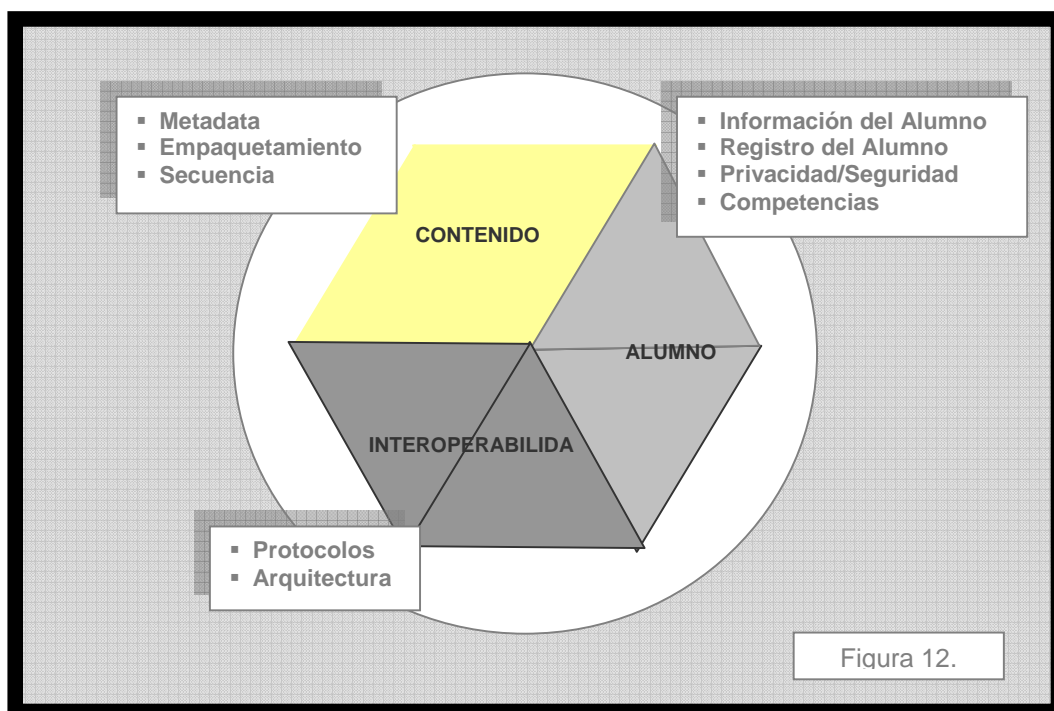 ▪ Metadata
▪ Empaquetamiento
▪ Secuencia
▪ Información del Alumno
▪ Registro del Alumno
▪ Privacidad/Seguridad
▪ Competencias
CONTENIDO
ALUMNO
INTEROPERABILIDA
▪ Protocolos
▪ Arquitectura
Figura 12.